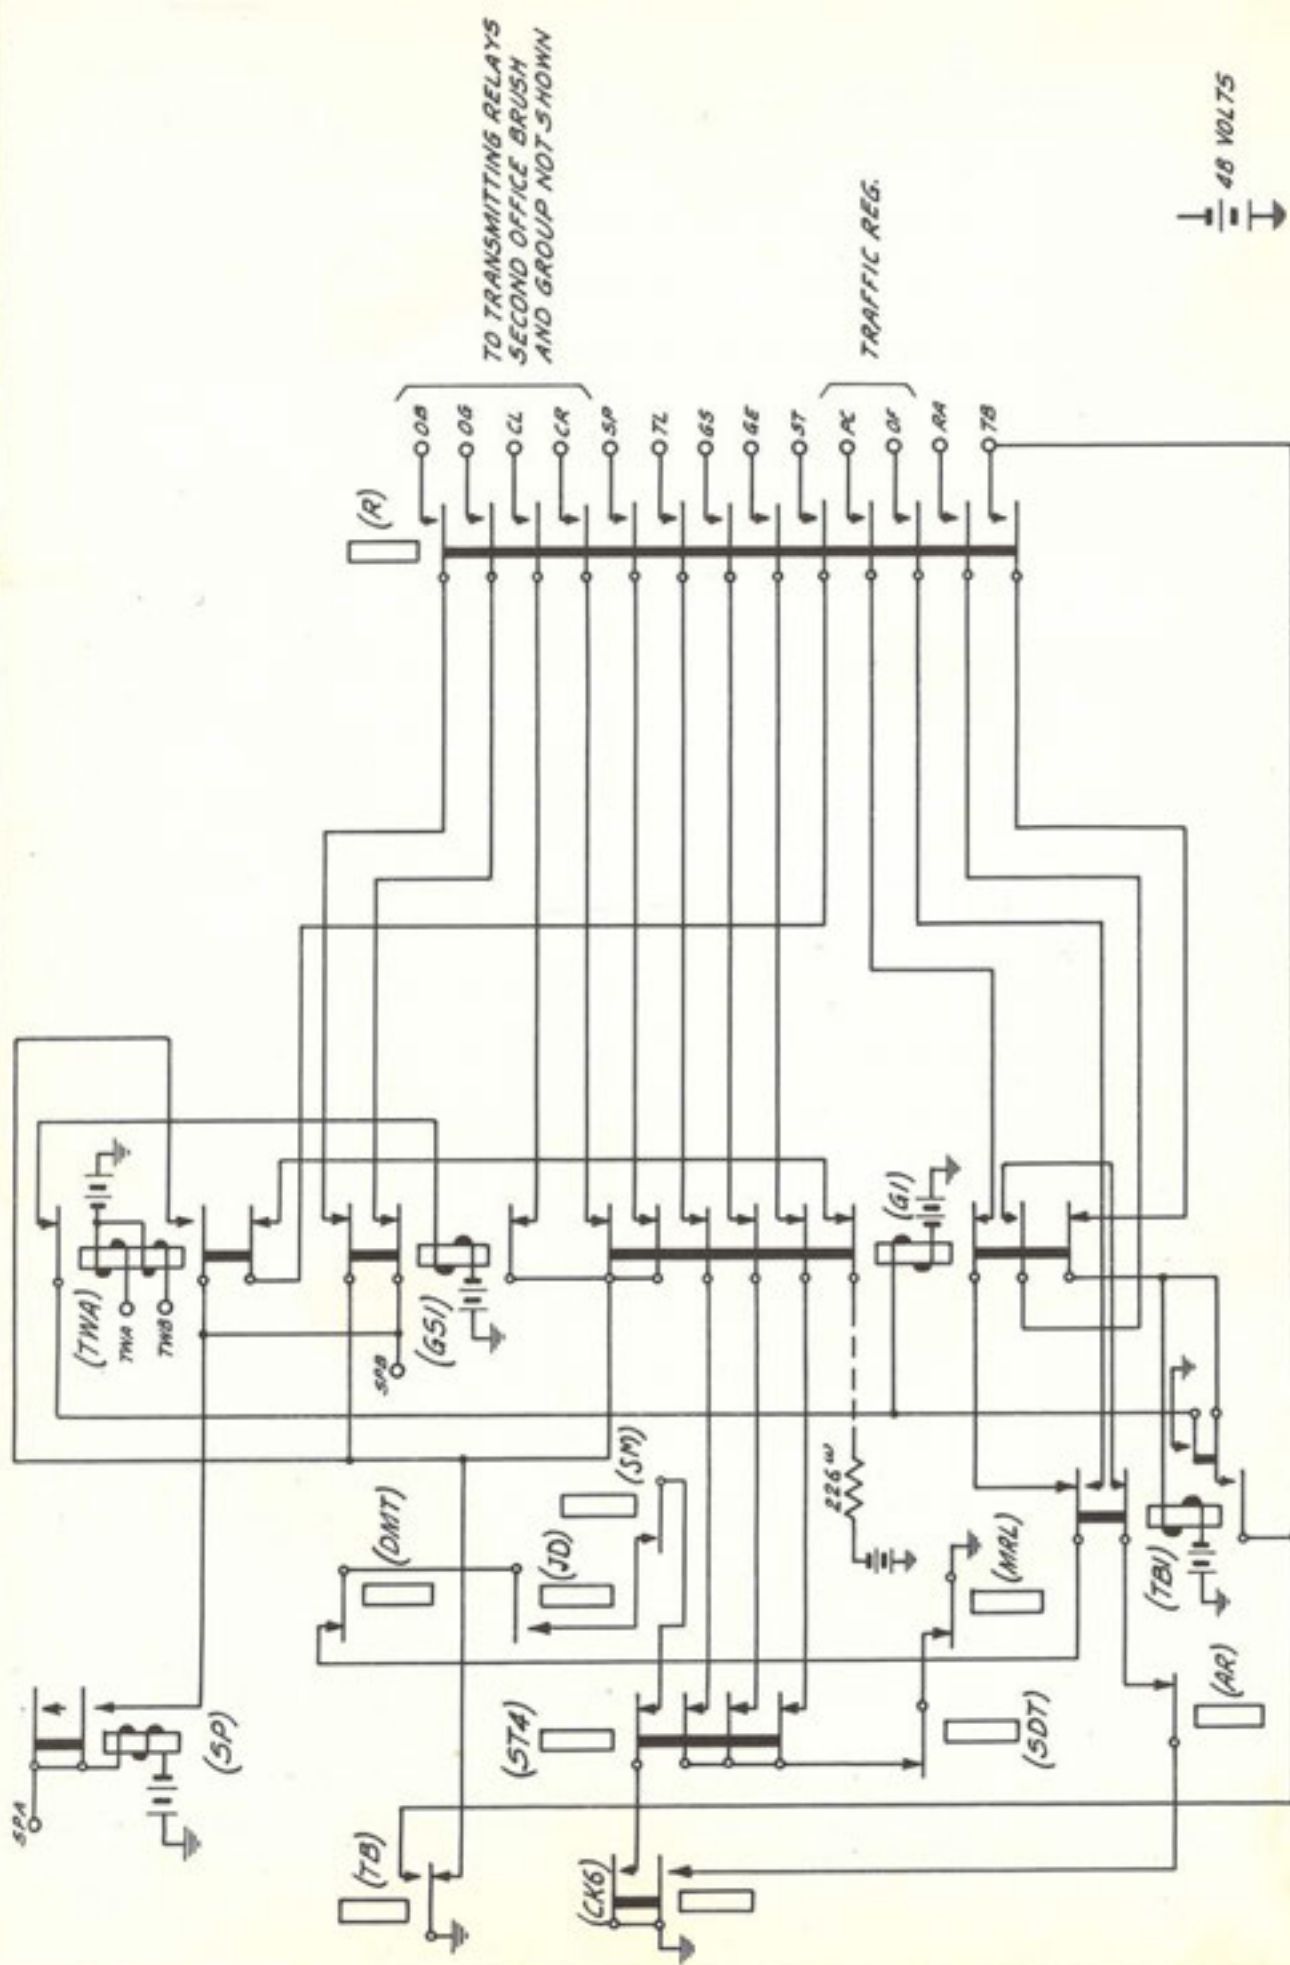 SPA
(SP)
(TB)
(TWA)
TWA
TWB
SPB
(GS1)
(DMT)
(JD)
(SM)
(ST4)
(CK6)
226ω
(G1)
(MRL)
(SDT)
(TB1)
(AR)
(R)
OB
OG
CL
CR
SP
TL
GS
GE
ST
PC
OF
RA
TB
TO TRANSMITTING RELAYS
SECOND OFFICE BRUSH
AND GROUP NOT SHOWN
TRAFFIC REG.
48 VOLTS